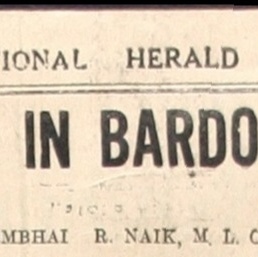 IONAL HERALD
IN BARDO
MBHAI R. NAIK, M. L. C